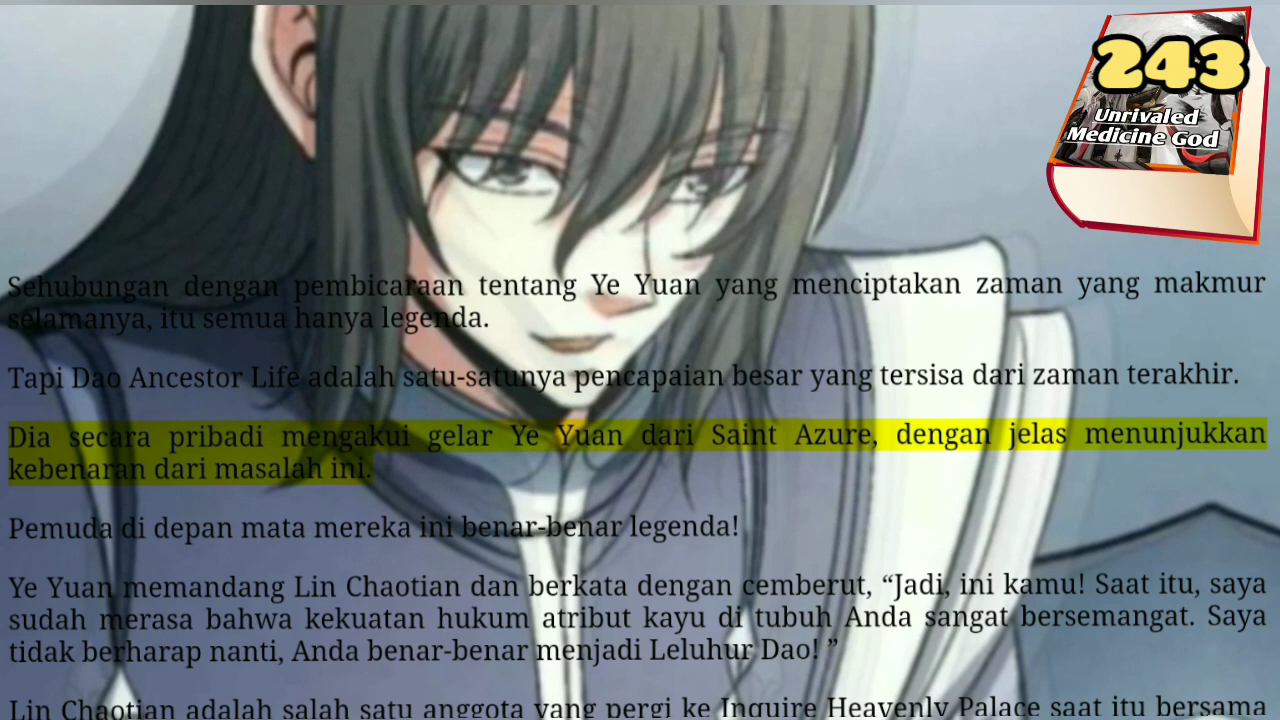 243
Unrivaled
Medicine God
Sehubungan dengan pembicaraan tentang Ye Yuan yang menciptakan zaman yang makmur
selamanya, itu semua hanya legenda.
Tapi Dao Ancestor Life adalah satu-satunya pencapaian besar yang tersisa dari zaman terakhir.
Dia secara pribadi mengakui gelar Ye Yuan dari Saint Azure, dengan jelas menunjukkan
kebenaran dari masalah ini.
Pemuda di depan mata mereka ini benar-benar legenda!
Ye Yuan memandang Lin Chaotian dan berkata dengan cemberut, “Jadi, ini kamu! Saat itu, saya
sudah merasa bahwa kekuatan hukum atribut kayu di tubuh Anda sangat bersemangat. Saya
tidak berharap nanti, Anda benar-benar menjadi Leluhur Dao! ”
Lin Chaotian adalah salah satu anggota yang pergi ke Inquire Heavenly Palace saat itu bersama